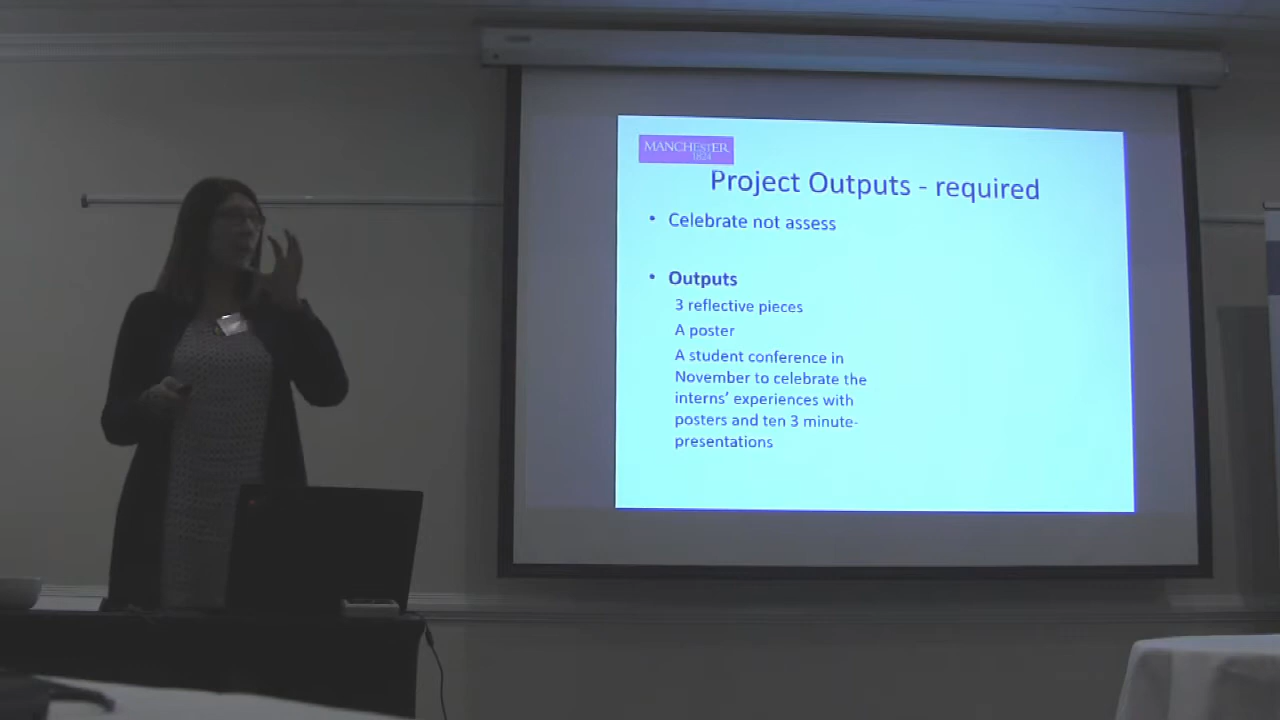 MANCHESTER
1824
Project Outputs - required
• Celebrate not assess
• Outputs
3 reflective pieces
A poster
A student conference in
November to celebrate the
interns' experiences with
posters and ten 3 minute-
presentations